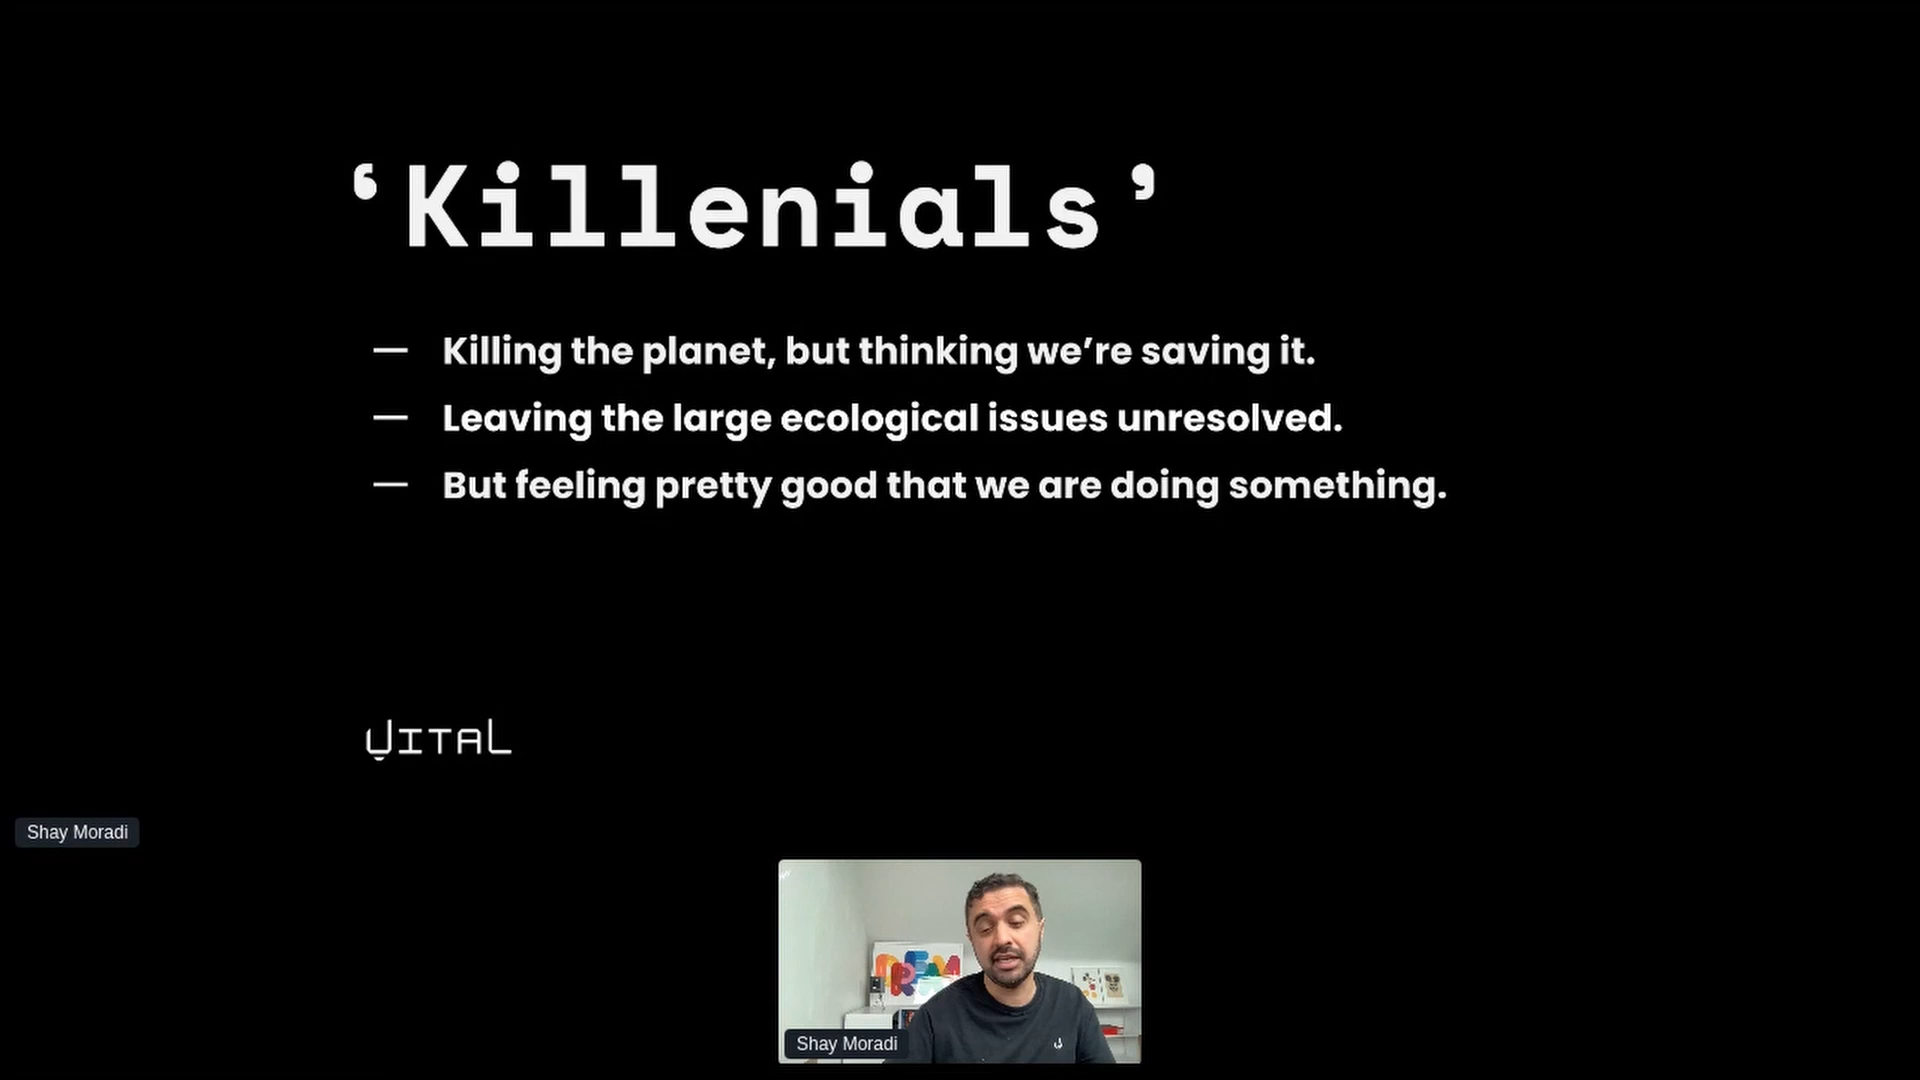 ‘Killenials’
— Killing the planet, but thinking we’re saving it.
— Leaving the large ecological issues unresolved.
— But feeling pretty good that we are doing something.
VITAL
Shay Moradi
DREAM
Shay Moradi